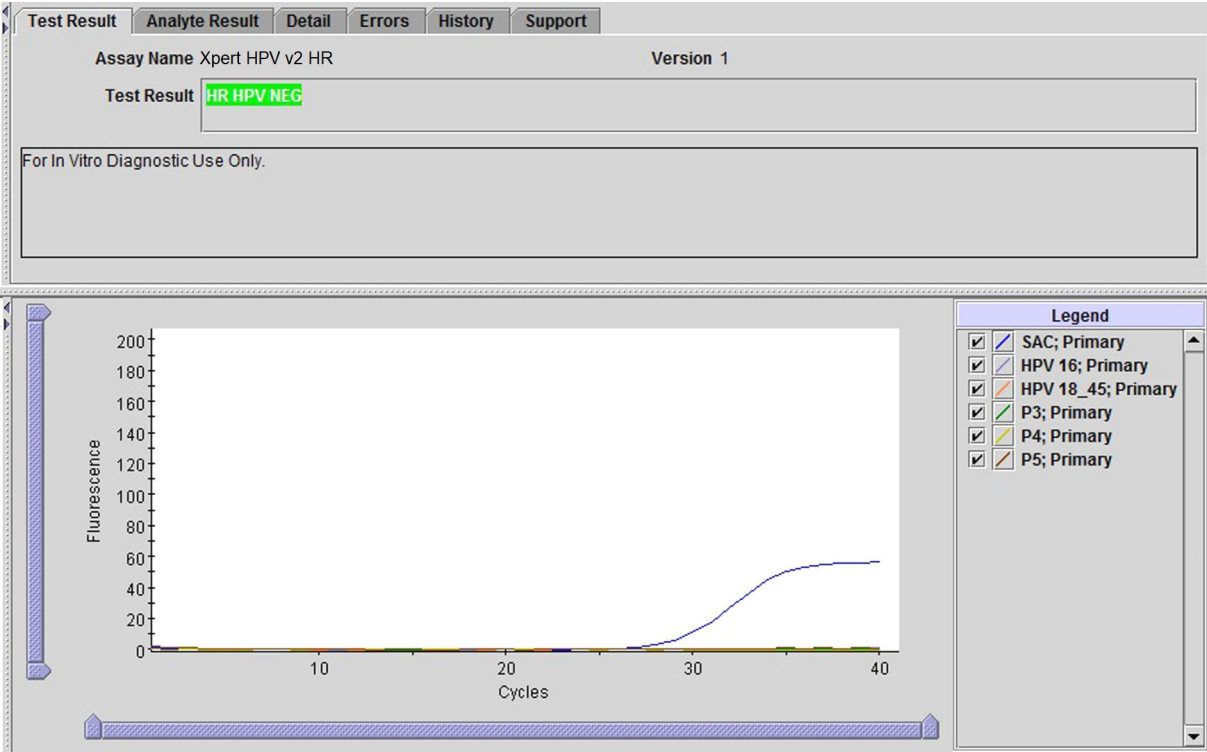 Test Result Analyte Result Detail Errors History Support
Assay Name Xpert HPV v2 HR Version 1
Test Result HR HPV NEG
For In Vitro Diagnostic Use Only.
Legend
SAC; Primary
HPV 16; Primary
HPV 18_45; Primary
P3; Primary
P4; Primary
P5; Primary
Fluorescence
200
180
160
140
120
100
80
60
40
20
0
10 20 30 40
Cycles